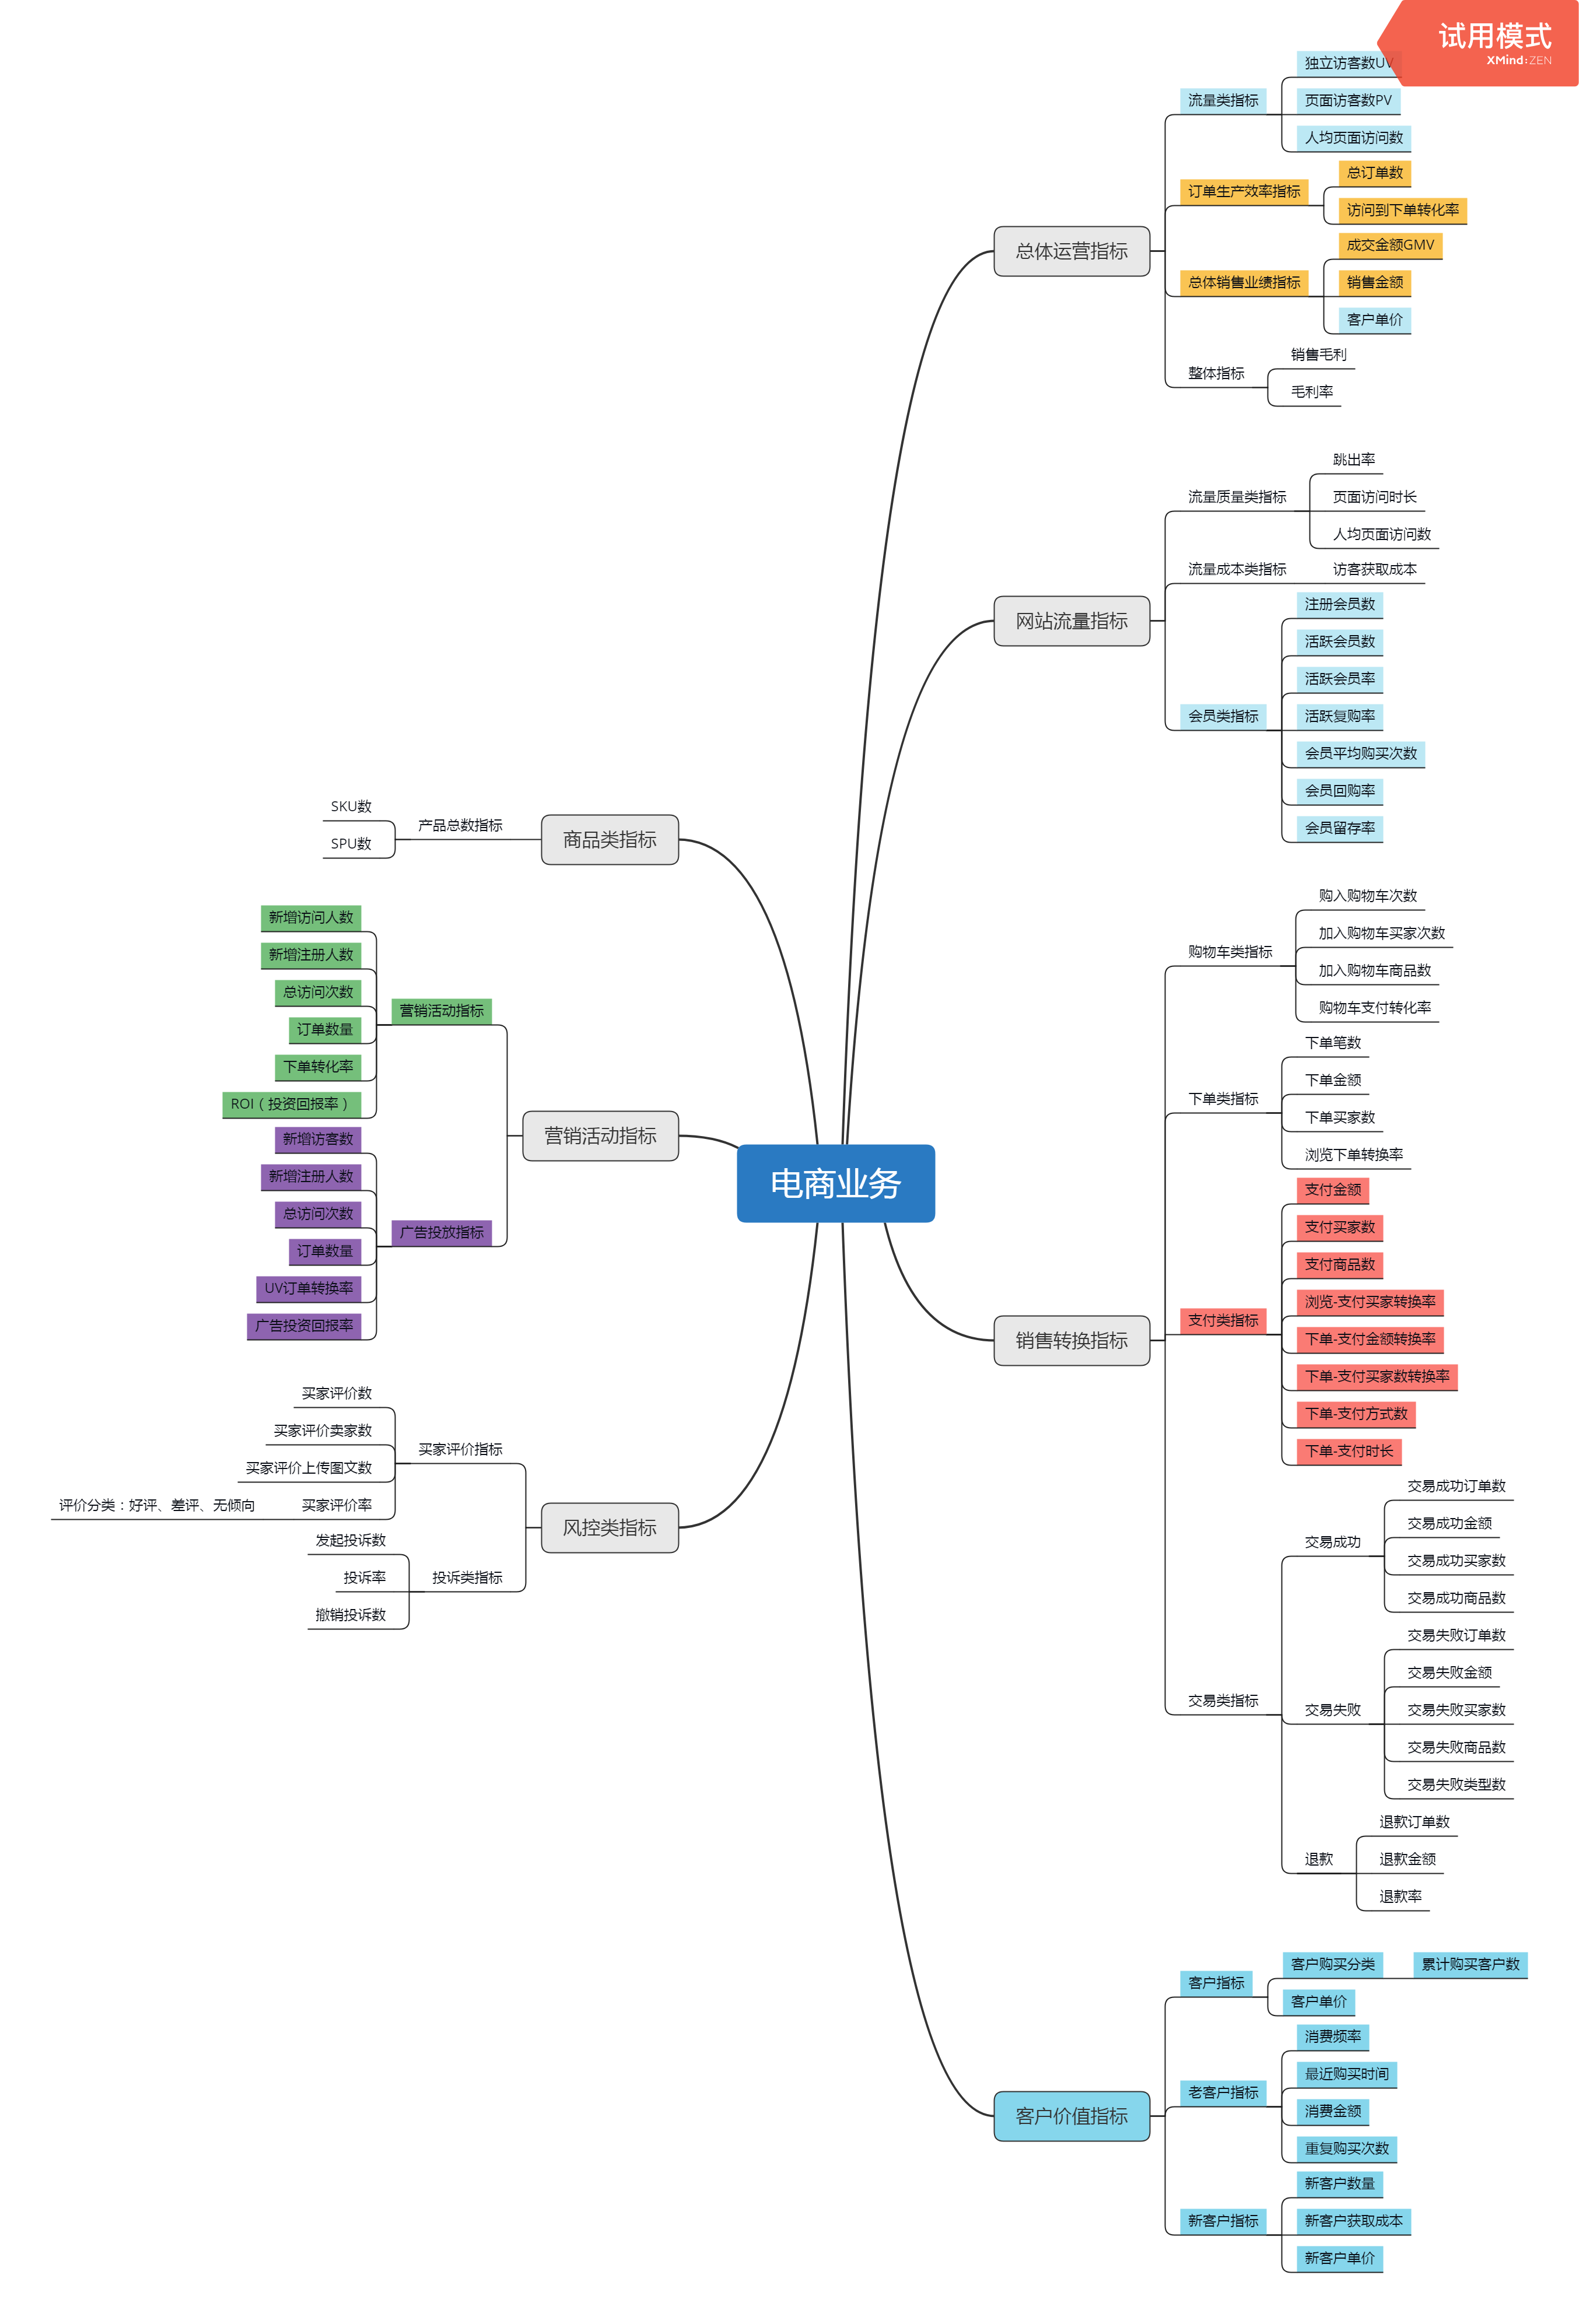 试用模式
XMind:ZEN
电商业务
总体运营指标
流量类指标
独立访客数UV
页面访客数PV
人均页面访问数
订单生产效率指标
总订单数
访问到下单转化率
总体销售业绩指标
成交金额GMV
销售金额
客户单价
整体指标
销售毛利
毛利率
网站流量指标
流量质量类指标
跳出率
页面访问时长
人均页面访问数
流量成本类指标
访客获取成本
会员类指标
注册会员数
活跃会员数
活跃会员率
活跃复购率
会员平均购买次数
会员回购率
会员留存率
销售转换指标
购物车类指标
购入购物车次数
加入购物车买家次数
加入购物车商品数
购物车支付转化率
下单类指标
下单笔数
下单金额
下单买家数
浏览下单转换率
支付类指标
支付金额
支付买家数
支付商品数
浏览-支付买家转换率
下单-支付金额转换率
下单-支付买家数转换率
下单-支付方式数
下单-支付时长
交易类指标
交易成功
交易成功订单数
交易成功金额
交易成功买家数
交易成功商品数
交易失败
交易失败订单数
交易失败金额
交易失败买家数
交易失败商品数
交易失败类型数
退款
退款订单数
退款金额
退款率
客户价值指标
客户指标
客户购买分类
累计购买客户数
客户单价
老客户指标
消费频率
最近购买时间
消费金额
重复购买次数
新客户指标
新客户数量
新客户获取成本
新客户单价
商品类指标
产品总数指标
SKU数
SPU数
营销活动指标
营销活动指标
新增访问人数
新增注册人数
总访问次数
订单数量
下单转化率
ROI（投资回报率）
广告投放指标
新增访客数
新增注册人数
总访问次数
订单数量
UV订单转换率
广告投资回报率
风控类指标
买家评价指标
买家评价数
买家评价卖家数
买家评价上传图文数
买家评价率
评价分类：好评、差评、无倾向
投诉类指标
发起投诉数
投诉率
撤销投诉数